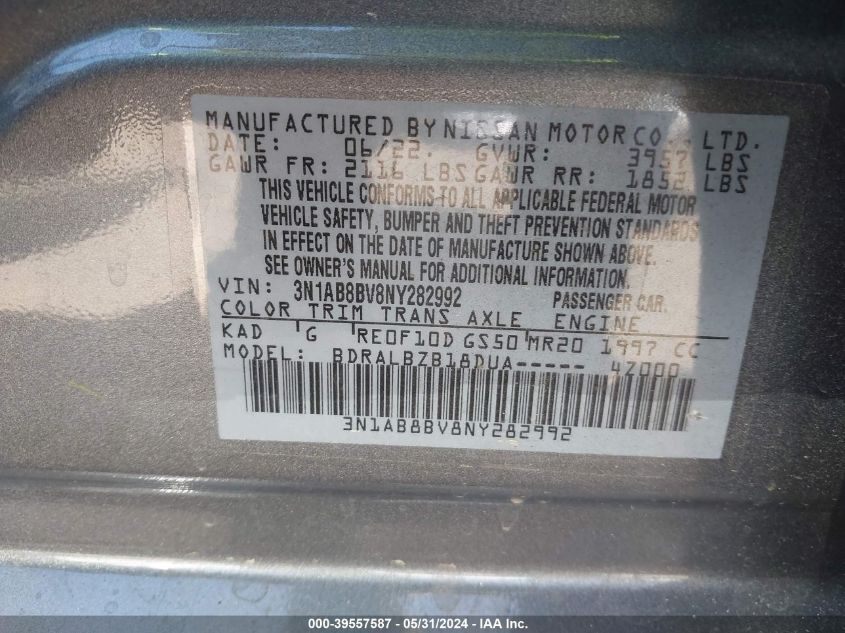 MANUFACTURED BY NISSAN MOTOR CO., LTD.
DATE: 06/22. GVWR: 3957 LBS
GAWR FR: 2116 LBS GAWR RR: 1852 LBS
THIS VEHICLE CONFORMS TO ALL APPLICABLE FEDERAL MOTOR
VEHICLE SAFETY, BUMPER AND THEFT PREVENTION STANDARDS
IN EFFECT ON THE DATE OF MANUFACTURE SHOWN ABOVE.
SEE OWNER'S MANUAL FOR ADDITIONAL INFORMATION.
VIN: 3N1AB8BV8NY282992 PASSENGER CAR.
COLOR TRIM TRANS AXLE ENGINE
KAD G RE0F10D GS50 MR20 1997 CC
MODEL: BDRALBZB18DUA----- 4Z000
3N1AB8BV8NY282992
000-39557587 - 05/31/2024 - IAA Inc.